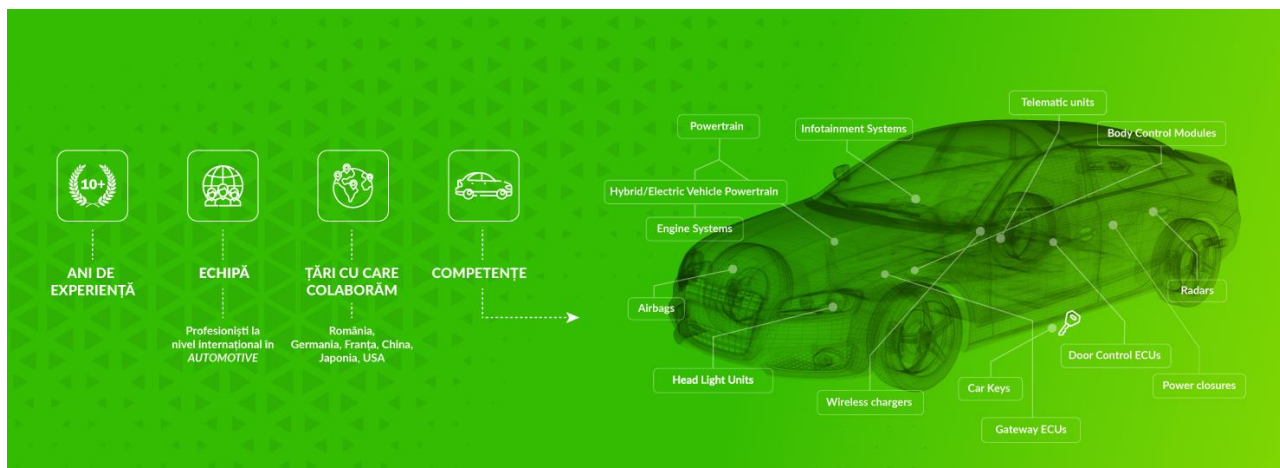 10+
ANI DE
EXPERIENȚĂ
ECHIPĂ
Profesioniști la
nivel internațional în
AUTOMOTIVE
ȚĂRI CU CARE
COLABORĂM
România,
Germania, Franța, China,
Japonia, USA
COMPETENȚE
Powertrain
Hybrid/Electric Vehicle Powertrain
Engine Systems
Infotainment Systems
Telematic units
Body Control Modules
Airbags
Head Light Units
Wireless chargers
Car Keys
Gateway ECUs
Door Control ECUs
Power closures
Radars